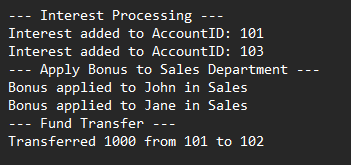 --- Interest Processing ---
Interest added to AccountID: 101
Interest added to AccountID: 103
--- Apply Bonus to Sales Department ---
Bonus applied to John in Sales
Bonus applied to Jane in Sales
--- Fund Transfer ---
Transferred 1000 from 101 to 102